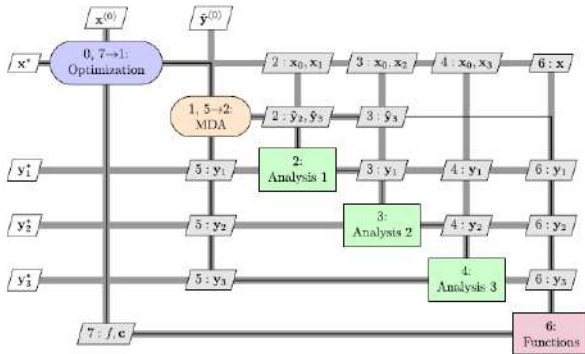 x^(0)
ŷ^(0)
x*
0, 7→1:
Optimization
2 : x₀, x₁
3 : x₀, x₂
4 : x₀, x₃
6 : x
1, 5→2:
MDA
2 : ŷ₂, ŷ₃
3 : ŷ₃
y₁*
5 : y₁
2:
Analysis 1
3 : y₁
4 : y₁
6 : y₁
y₂*
5 : y₂
3:
Analysis 2
4 : y₂
6 : y₂
y₃*
5 : y₃
4:
Analysis 3
6 : y₃
7 : f, c
6:
Functions